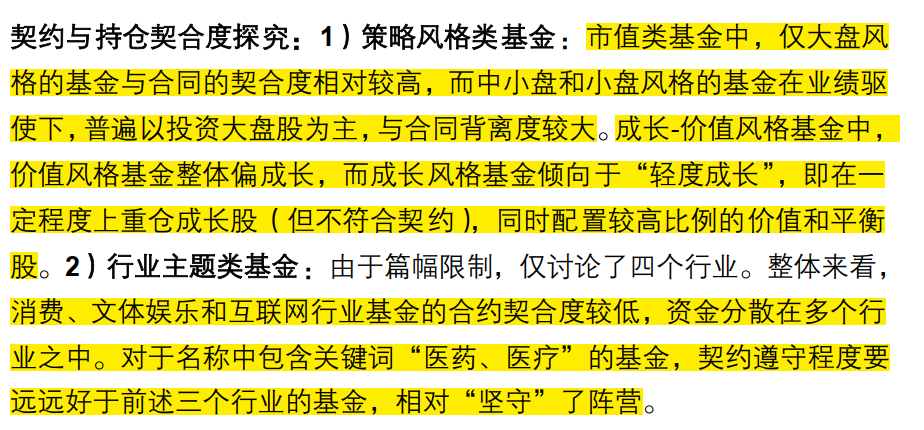 契约与持仓契合度探究：1）策略风格类基金：市值类基金中，仅大盘风
格的基金与合同的契合度相对较高，而中小盘和小盘风格的基金在业绩驱
使下，普遍以投资大盘股为主，与合同背离度较大。成长-价值风格基金中，
价值风格基金整体偏成长，而成长风格基金倾向于“轻度成长”，即在一
定程度上重仓成长股（但不符合契约），同时配置较高比例的价值和平衡
股。2）行业主题类基金：由于篇幅限制，仅讨论了四个行业。整体来看，
消费、文体娱乐和互联网行业基金的合约契合度较低，资金分散在多个行
业之中。对于名称中包含关键词“医药、医疗”的基金，契约遵守程度要
远远好于前述三个行业的基金，相对“坚守”了阵营。